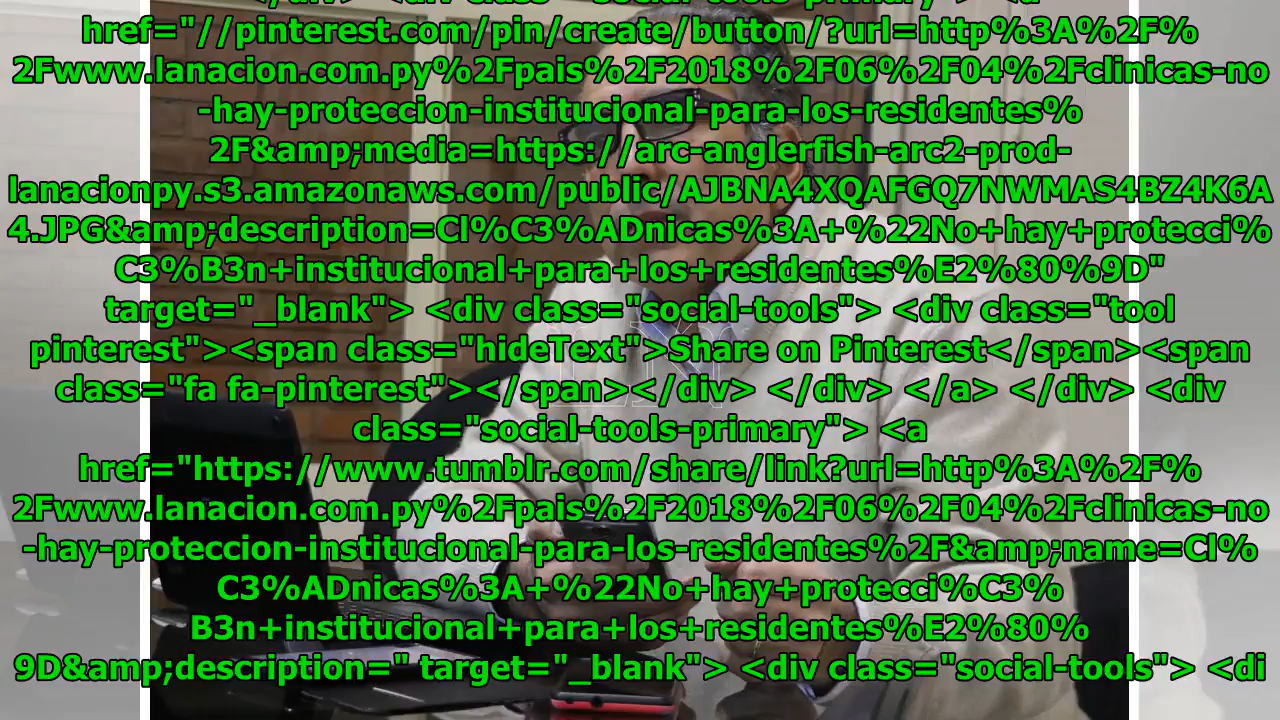 </div> <div class="social-tools-primary"> <a
href="//pinterest.com/pin/create/button/?url=http%3A%2F%
2Fwww.lanacion.com.py%2Fpais%2F2018%2F06%2F04%2Fclinicas-no
-hay-proteccion-institucional-para-los-residentes%
2F&amp;media=https://arc-anglerfish-arc2-prod-
lanacionpy.s3.amazonaws.com/public/AJBNA4XQAFGQ7NWMAS4BZ4K6A
4.JPG&amp;description=Cl%C3%ADnicas%3A+%22No+hay+protecci%
C3%B3n+institucional+para+los+residentes%E2%80%9D"
target="_blank"> <div class="social-tools"> <div class="tool
pinterest"><span class="hideText">Share on Pinterest</span><span
class="fa fa-pinterest"></span></div> </div> </a> </div> <div
class="social-tools-primary"> <a
href="https://www.tumblr.com/share/link?url=http%3A%2F%
2Fwww.lanacion.com.py%2Fpais%2F2018%2F06%2F04%2Fclinicas-no
-hay-proteccion-institucional-para-los-residentes%2F&amp;name=Cl%
C3%ADnicas%3A+%22No+hay+protecci%C3%
B3n+institucional+para+los+residentes%E2%80%
9D&amp;description=" target="_blank"> <div class="social-tools"> <di